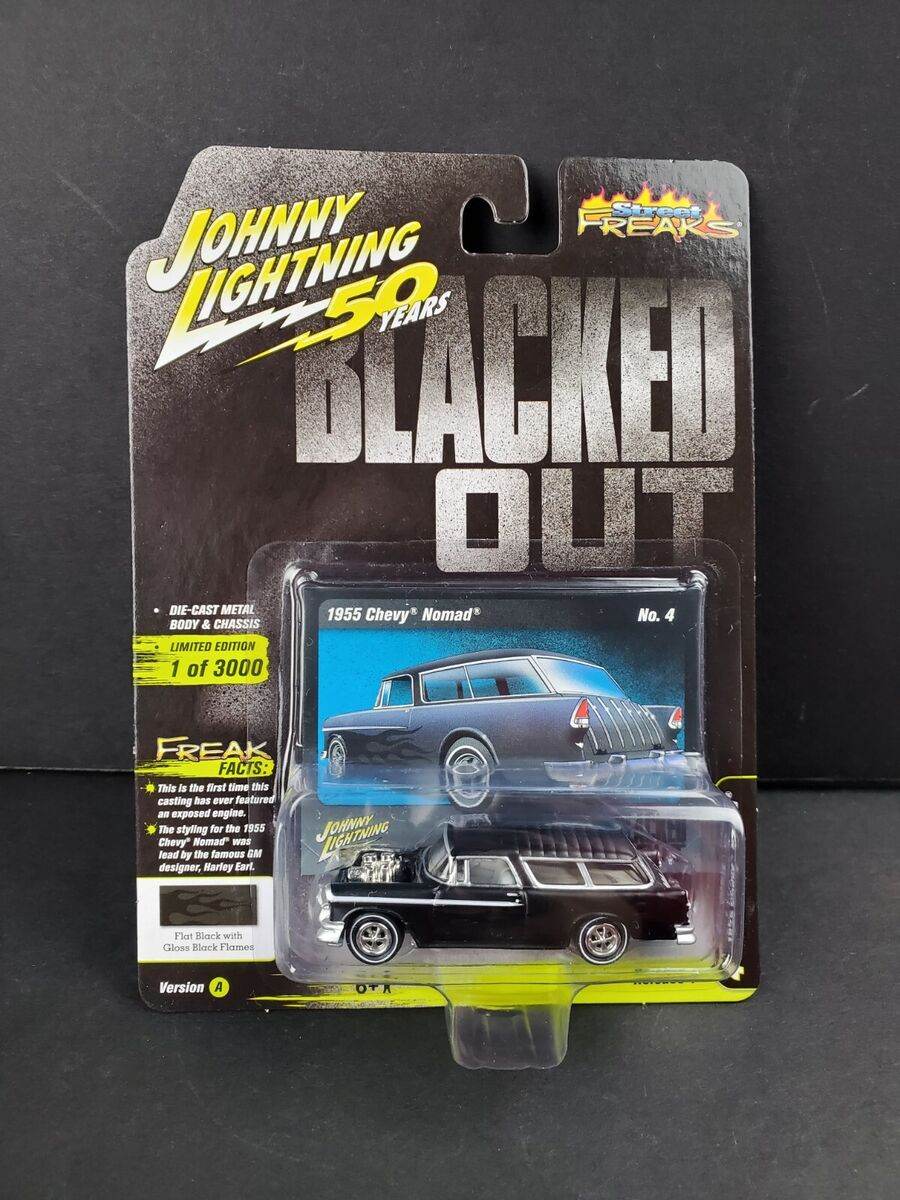 JOHNNY
LIGHTNING
50
YEARS
Street
FREAKS®
BLACKED
OUT
• DIE-CAST METAL
BODY & CHASSIS
• LIMITED EDITION
1 of 3000
FREAK
FACTS:
This is the first time this
casting has ever featured
an exposed engine.
The styling for the 1955
Chevy® Nomad® was
lead by the famous GM
designer, Harley Earl.
Flat Black with
Gloss Black Flames
Version A
1955 Chevy® Nomad® No. 4
JOHNNY
LIGHTNING